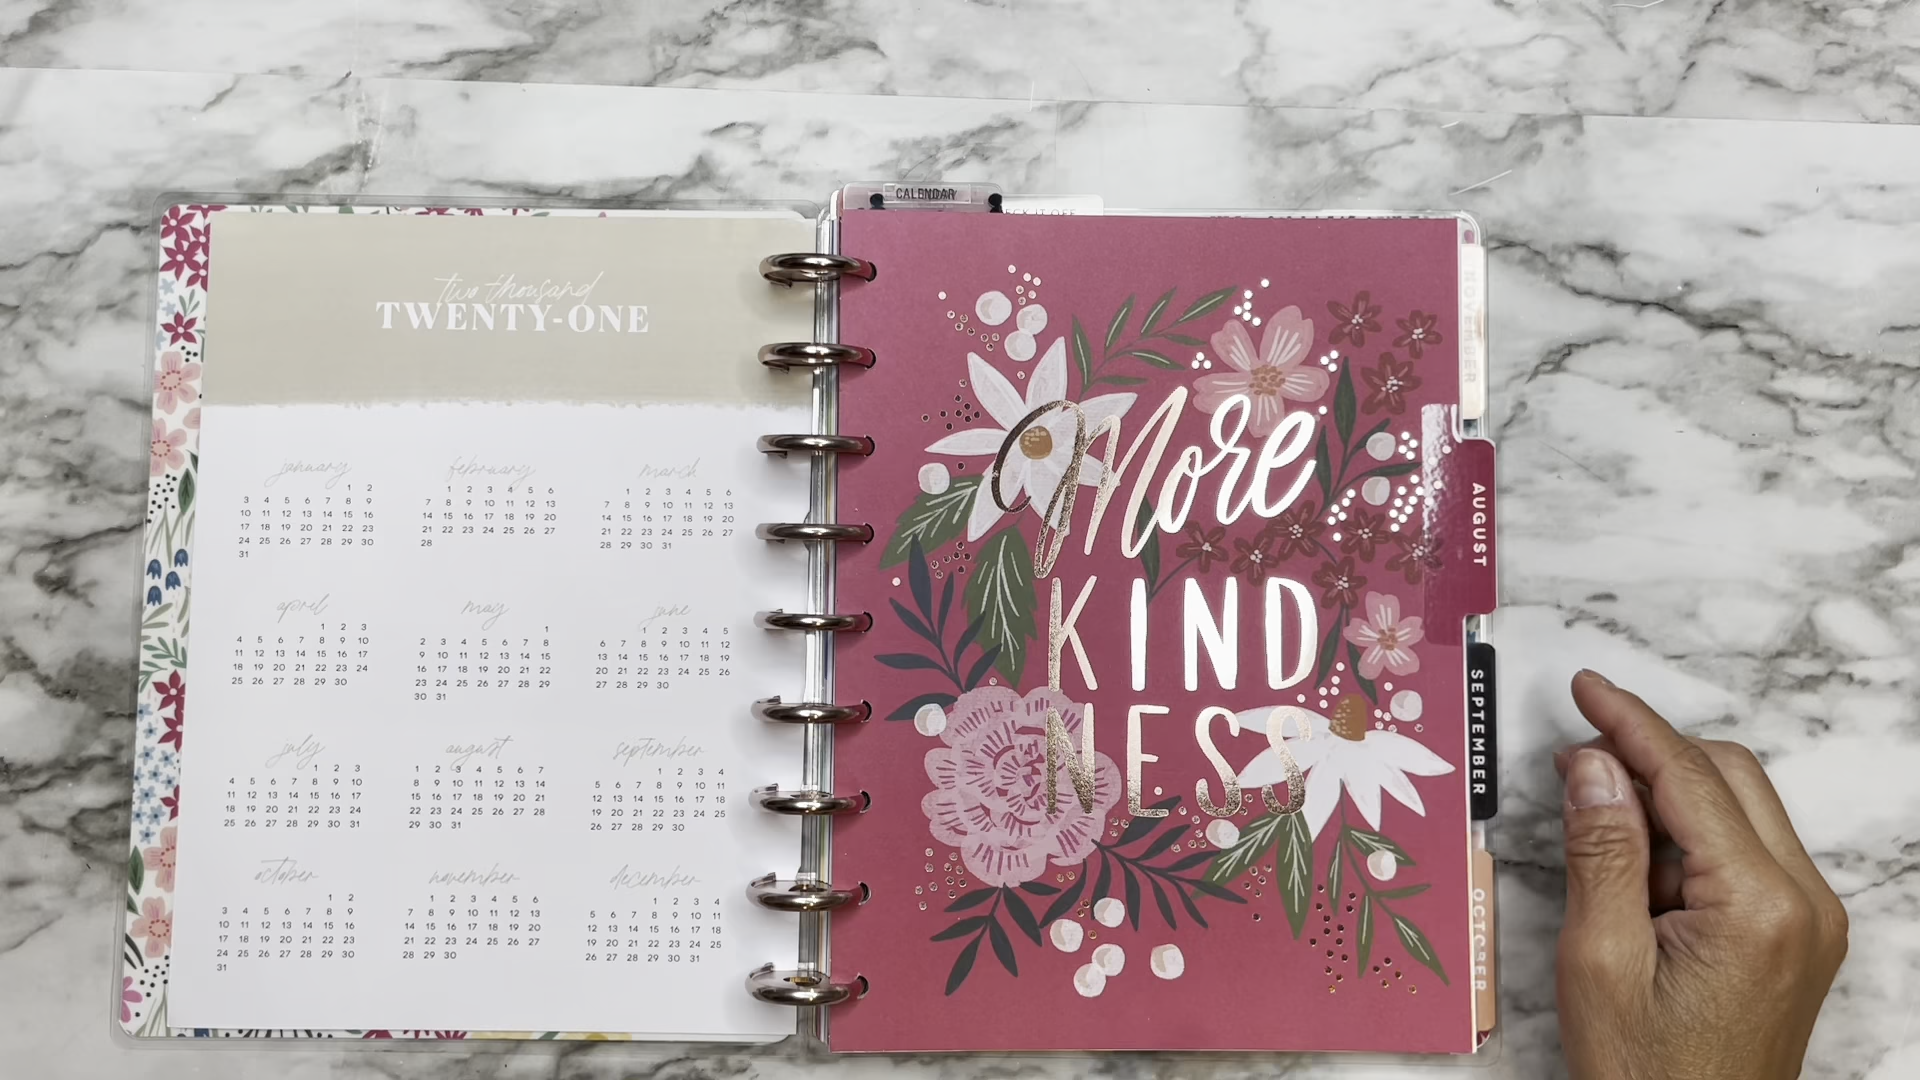 CALENDAR
CK IT OFF
two thousand
TWENTY-ONE
january february march
1 2
1 2 3 4 5 6
1 2 3 4 5 6
3 4 5 6 7 8 9
7 8 9 10 11 12 13
7 8 9 10 11 12 13
10 11 12 13 14 15 16
14 15 16 17 18 19 20
14 15 16 17 18 19 20
17 18 19 20 21 22 23
21 22 23 24 25 26 27
21 22 23 24 25 26 27
24 25 26 27 28 29 30
28
28 29 30 31
31
april may june
1 2 3
1
1 2 3 4 5
4 5 6 7 8 9 10
2 3 4 5 6 7 8
6 7 8 9 10 11 12
11 12 13 14 15 16 17
9 10 11 12 13 14 15
13 14 15 16 17 18 19
18 19 20 21 22 23 24
16 17 18 19 20 21 22
20 21 22 23 24 25 26
25 26 27 28 29 30
23 24 25 26 27 28 29
27 28 29 30
30 31
july august september
1 2 3
1 2 3 4 5 6 7
1 2 3 4
4 5 6 7 8 9 10
8 9 10 11 12 13 14
5 6 7 8 9 10 11
11 12 13 14 15 16 17
15 16 17 18 19 20 21
12 13 14 15 16 17 18
18 19 20 21 22 23 24
22 23 24 25 26 27 28
19 20 21 22 23 24 25
25 26 27 28 29 30 31
29 30 31
26 27 28 29 30
october november december
1 2
1 2 3 4 5 6
1 2 3 4
3 4 5 6 7 8 9
7 8 9 10 11 12 13
5 6 7 8 9 10 11
10 11 12 13 14 15 16
14 15 16 17 18 19 20
12 13 14 15 16 17 18
17 18 19 20 21 22 23
21 22 23 24 25 26 27
19 20 21 22 23 24 25
24 25 26 27 28 29 30
28 29 30
26 27 28 29 30 31
31
More
KIND
NESS
NOVEMBER
AUGUST
SEPTEMBER
OCTOBER